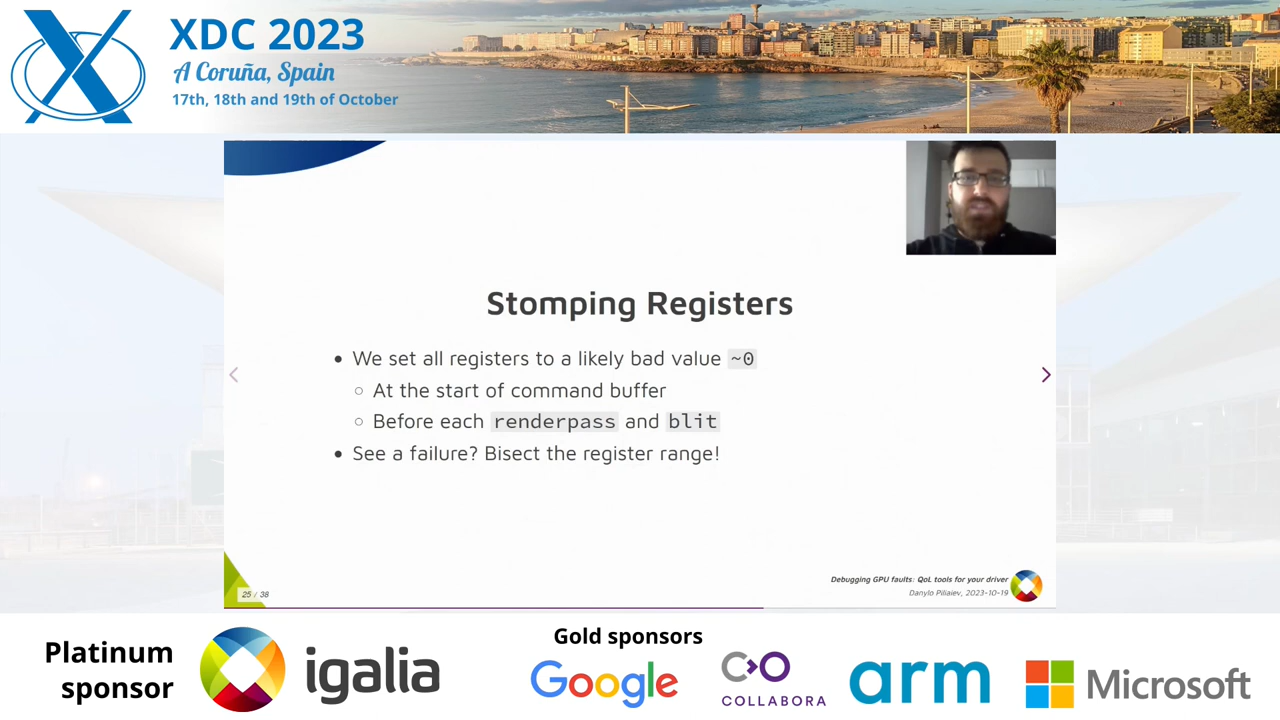 XDC 2023
A Coruña, Spain
17th, 18th and 19th of October
Stomping Registers
• We set all registers to a likely bad value ~0
○ At the start of command buffer
○ Before each renderpass and blit
• See a failure? Bisect the register range!
25 / 38
Debugging GPU faults: QoL tools for your driver
Danylo Piliaiev, 2023-10-19
Platinum
sponsor
igalia
Gold sponsors
Google
COLLABORA
arm
Microsoft